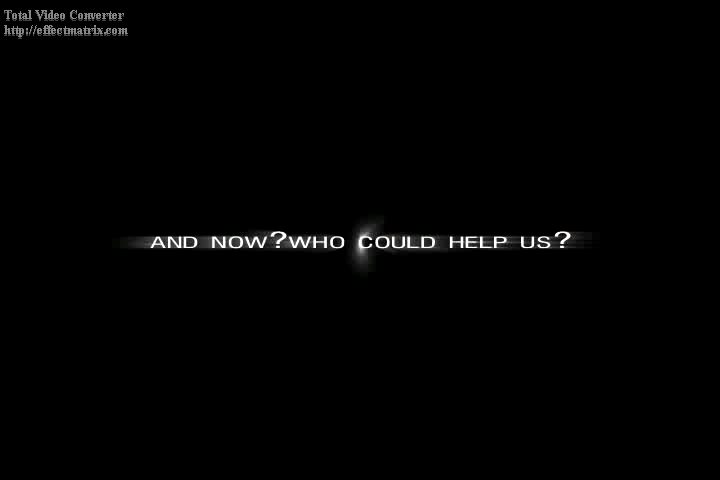 Total Video Converter
http://effectmatrix.com
AND NOW?WHO COULD HELP US?